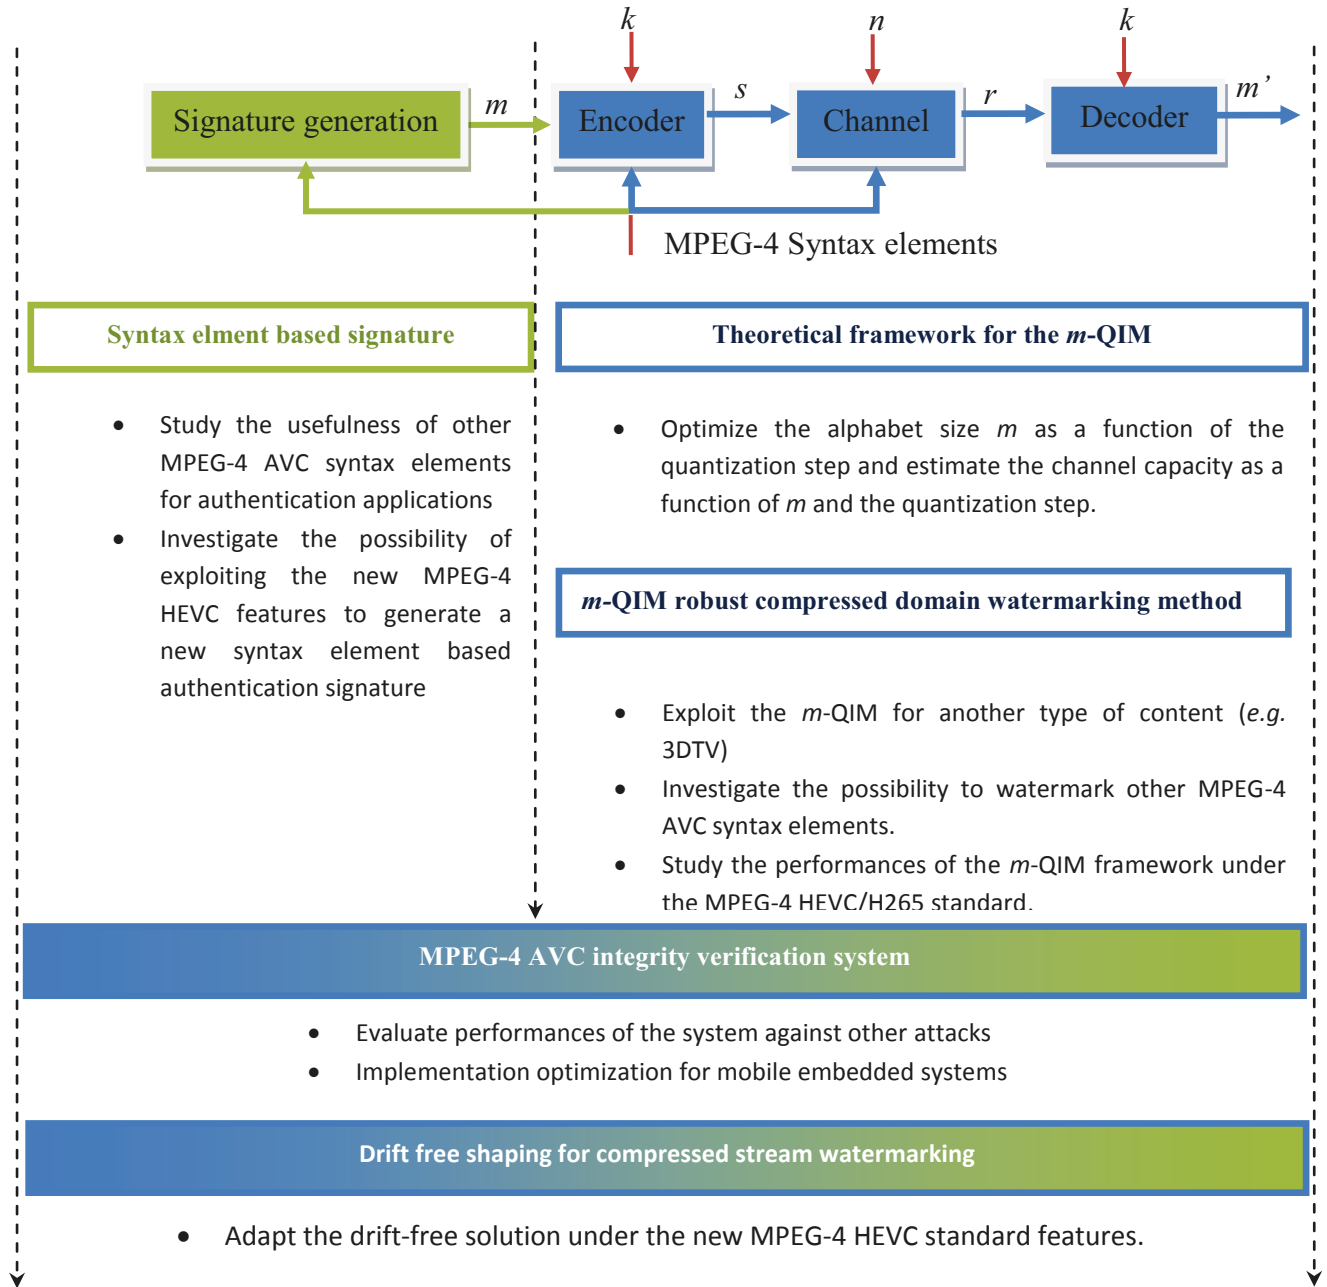 k
n
k
Signature generation
m
Encoder
s
Channel
r
Decoder
m’
MPEG-4 Syntax elements
Syntax elment based signature
• Study the usefulness of other
MPEG-4 AVC syntax elements
for authentication applications
• Investigate the possibility of
exploiting the new MPEG-4
HEVC features to generate a
new syntax element based
authentication signature
Theoretical framework for the m-QIM
• Optimize the alphabet size m as a function of the
quantization step and estimate the channel capacity as a
function of m and the quantization step.
m-QIM robust compressed domain watermarking method
• Exploit the m-QIM for another type of content (e.g.
3DTV)
• Investigate the possibility to watermark other MPEG-4
AVC syntax elements.
• Study the performances of the m-QIM framework under
the MPEG-4 HEVC/H265 standard.
MPEG-4 AVC integrity verification system
• Evaluate performances of the system against other attacks
• Implementation optimization for mobile embedded systems
Drift free shaping for compressed stream watermarking
• Adapt the drift-free solution under the new MPEG-4 HEVC standard features.